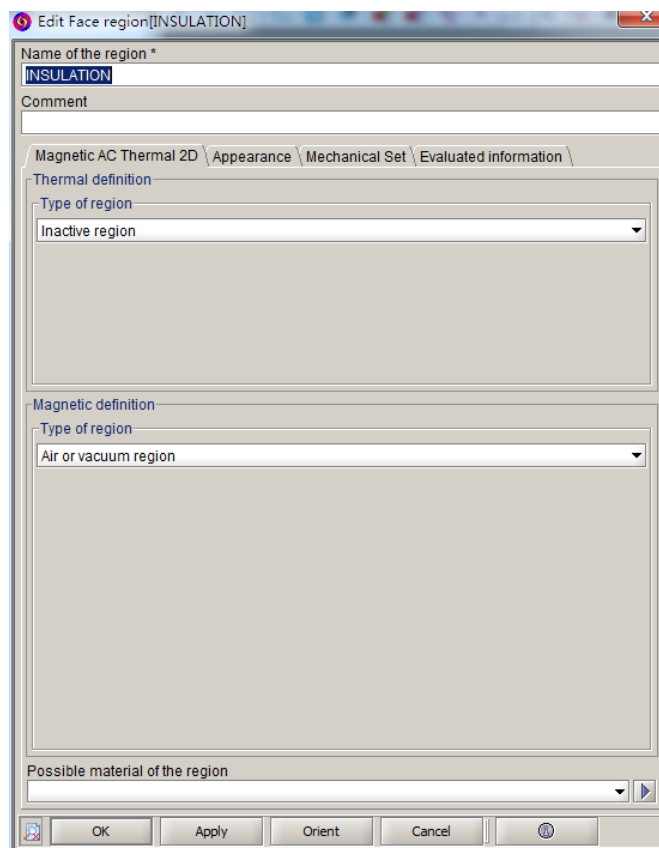 Edit Face region[INSULATION]
Name of the region *
INSULATION
Comment
Magnetic AC Thermal 2D Appearance Mechanical Set Evaluated information
Thermal definition
Type of region
Inactive region
Magnetic definition
Type of region
Air or vacuum region
Possible material of the region
OK Apply Orient Cancel